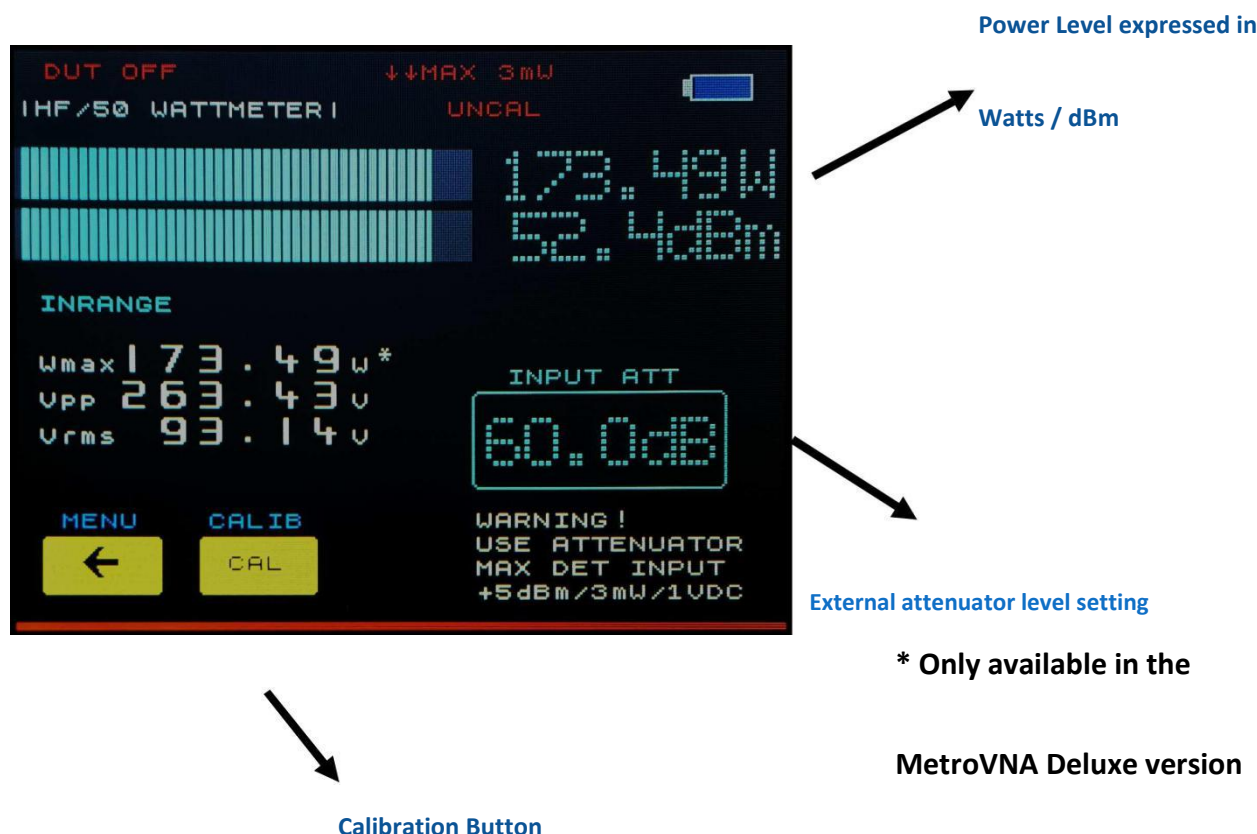 Power Level expressed in
Watts / dBm
DUT OFF ↓↓MAX 3mW
|HF/50 WATTMETER| UNCAL
173.49W
52.4dBm
INRANGE
Wmax 173.49w*
Vpp 263.43v
Vrms 93.14v
INPUT ATT
60.0dB
MENU CALIB
← CAL
WARNING!
USE ATTENUATOR
MAX DET INPUT
+5dBm/3mW/1VDC
External attenuator level setting
* Only available in the
MetroVNA Deluxe version
Calibration Button